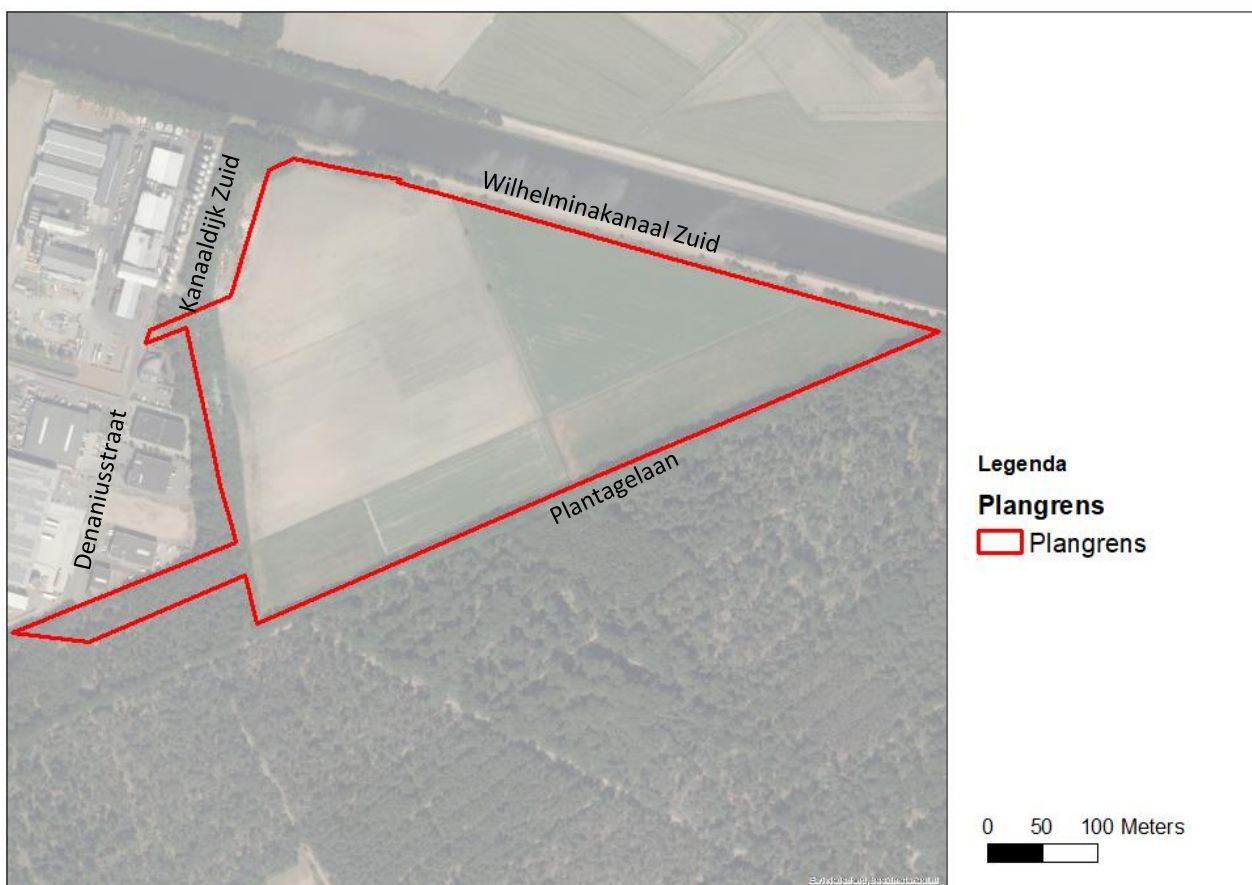 Wilhelminakanaal Zuid
Kanaaldijk Zuid
Denaniusstraat
Plantagelaan
Legenda
Plangrens
Plangrens
0 50 100 Meters